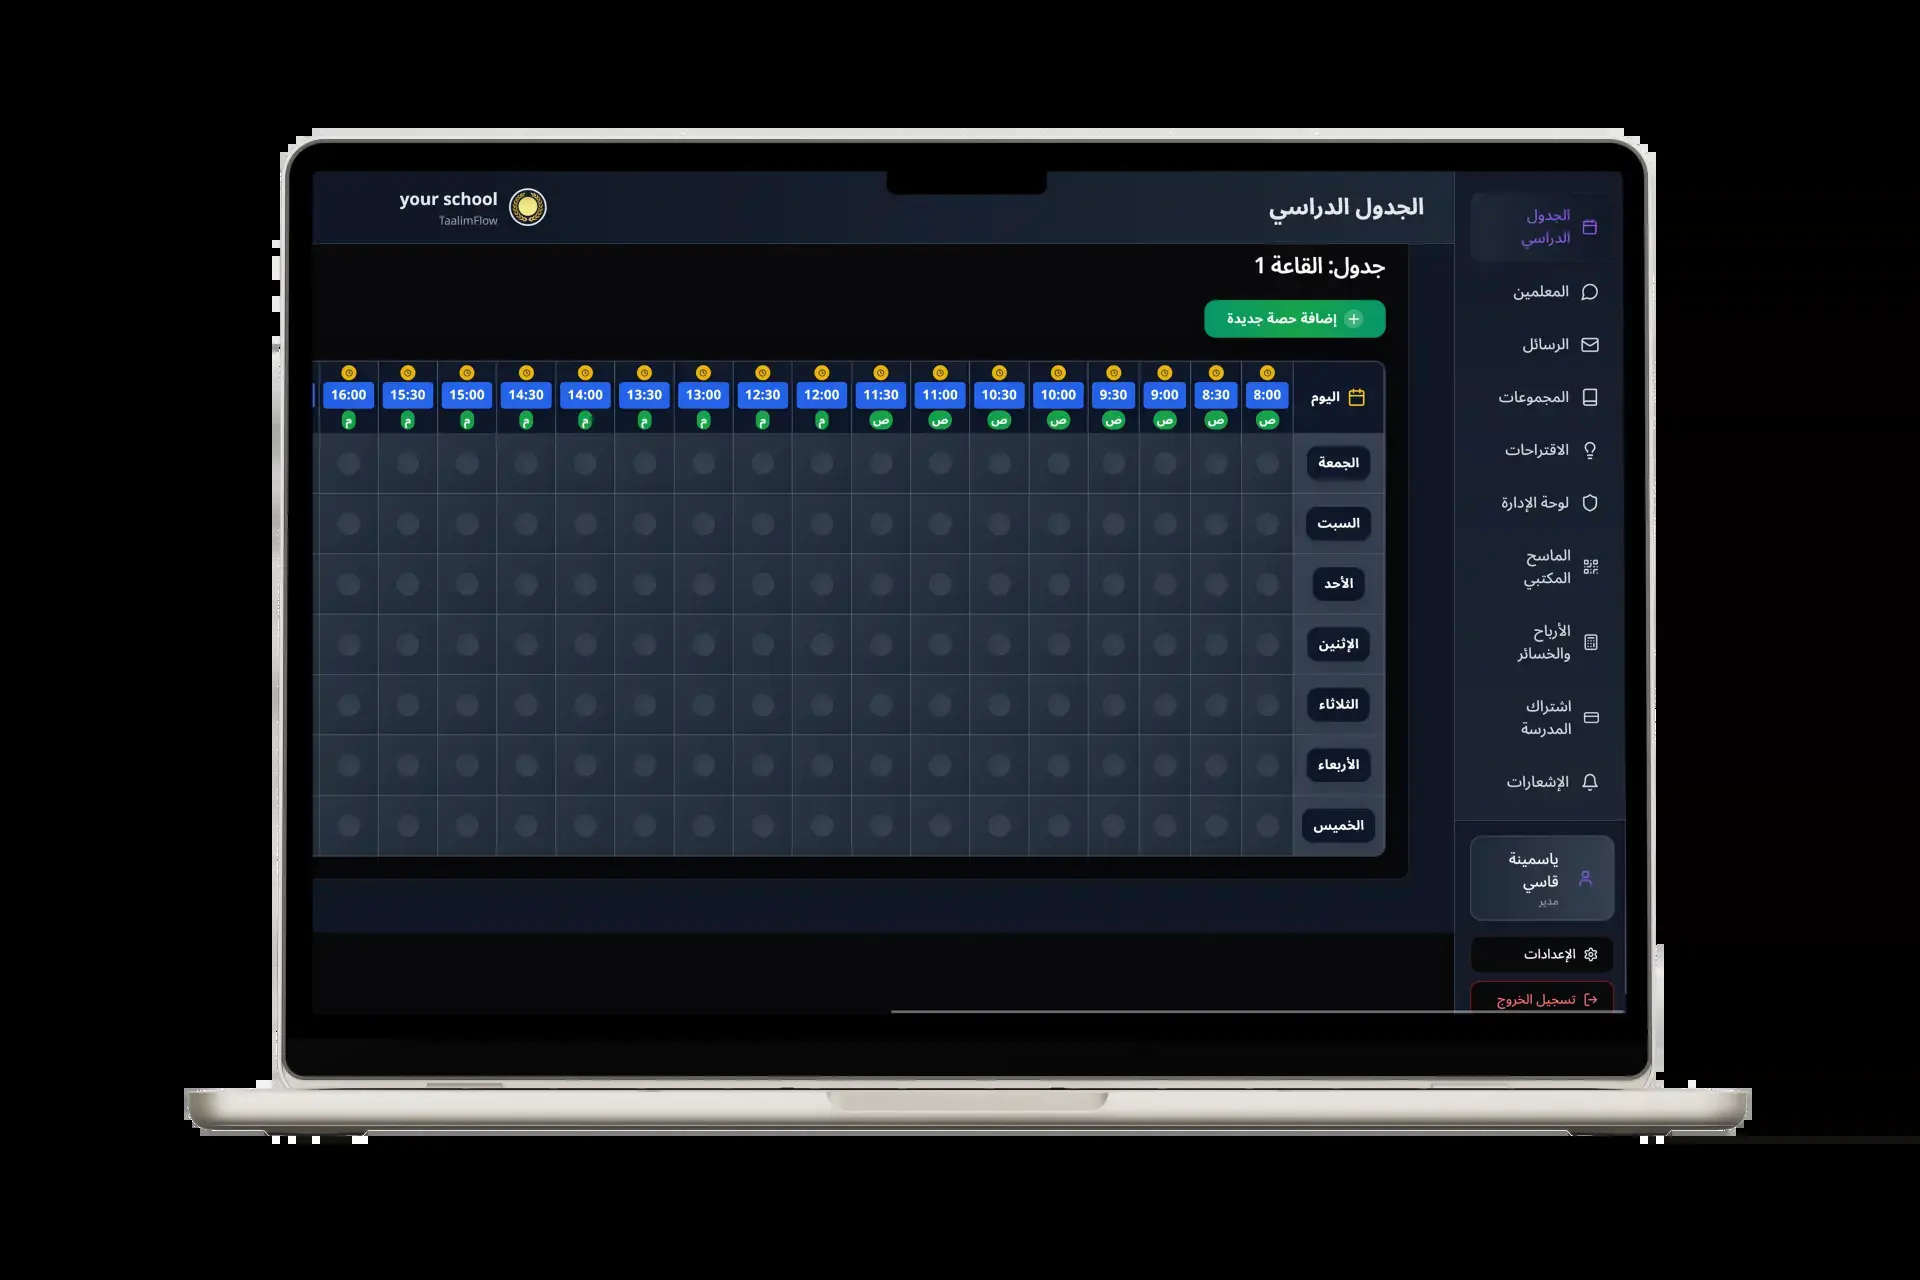 الجدول الدراسي
your school
TaalimFlow
الجدول
الدراسي
المعلمين
الرسائل
المجموعات
الاقتراحات
لوحة الإدارة
الماسح
المكتبي
الأرباح
والخسائر
اشتراك
المدرسة
الإشعارات
ياسمينة
قاسي
مدير
الإعدادات
تسجيل الخروج
جدول: القاعة 1
إضافة حصة جديدة
اليوم
8:00 8:30 9:00 9:30 10:00 10:30 11:00 11:30 12:00 12:30 13:00 13:30 14:00 14:30 15:00 15:30 16:00
ص ص ص ص ص ص ص ص م م م م م م م م م
الجمعة
السبت
الأحد
الإثنين
الثلاثاء
الأربعاء
الخميس